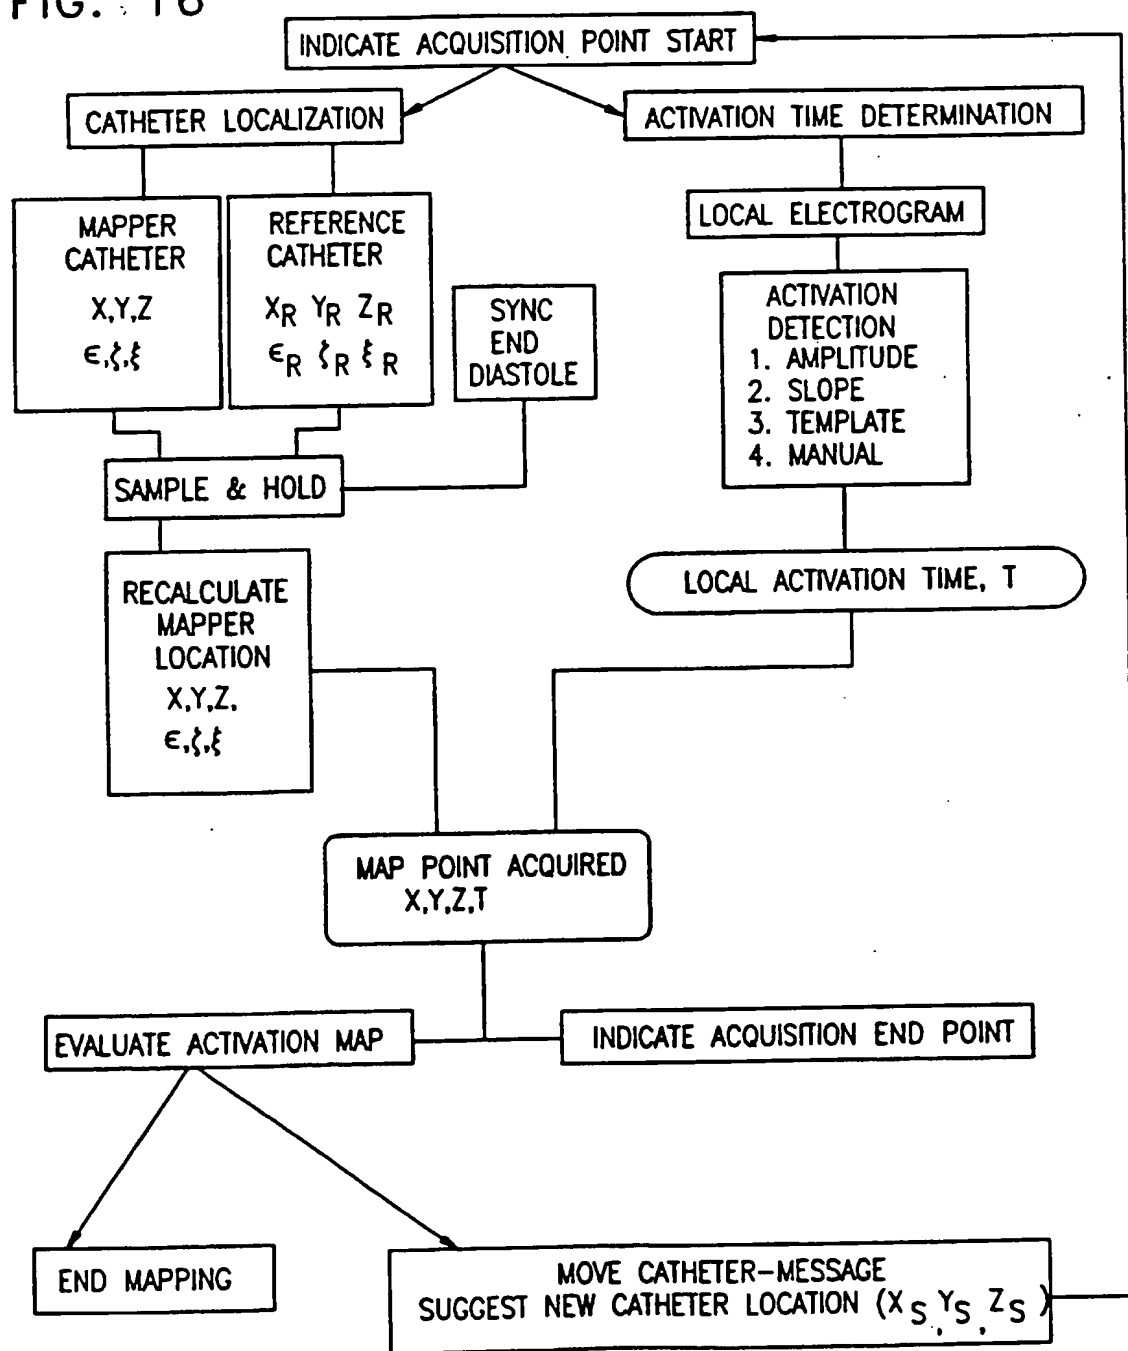 FIG. 16
INDICATE ACQUISITION POINT START
CATHETER LOCALIZATION
ACTIVATION TIME DETERMINATION
MAPPER
CATHETER
X,Y,Z
ϵ,ζ,ξ
REFERENCE
CATHETER
XR YR ZR
ϵR ζR ξR
SYNC
END
DIASTOLE
LOCAL ELECTROGRAM
ACTIVATION
DETECTION
1. AMPLITUDE
2. SLOPE
3. TEMPLATE
4. MANUAL
SAMPLE & HOLD
RECALCULATE
MAPPER
LOCATION
X,Y,Z,
ϵ,ζ,ξ
LOCAL ACTIVATION TIME, T
MAP POINT ACQUIRED
X,Y,Z,T
EVALUATE ACTIVATION MAP
INDICATE ACQUISITION END POINT
END MAPPING
MOVE CATHETER-MESSAGE
SUGGEST NEW CATHETER LOCATION (XS,YS,ZS)